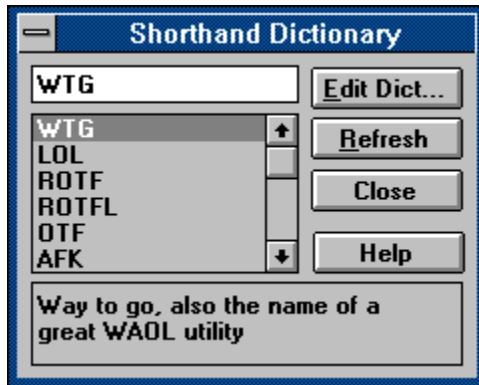 Shorthand Dictionary
WTG
Edit Dict...
WTG
LOL
ROTF
ROTFL
OTF
AFK
Refresh
Close
Help
Way to go, also the name of a
great WAOL utility